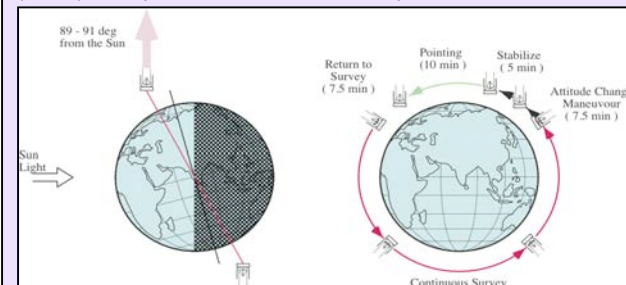 89 - 91 deg
from the Sun
Sun
Light
Pointing
(10 min )
Stabilize
( 5 min )
Return to
Survey
( 7.5 min )
Attitude Chang
Maneuvour
( 7.5 min )
Continuous Survey